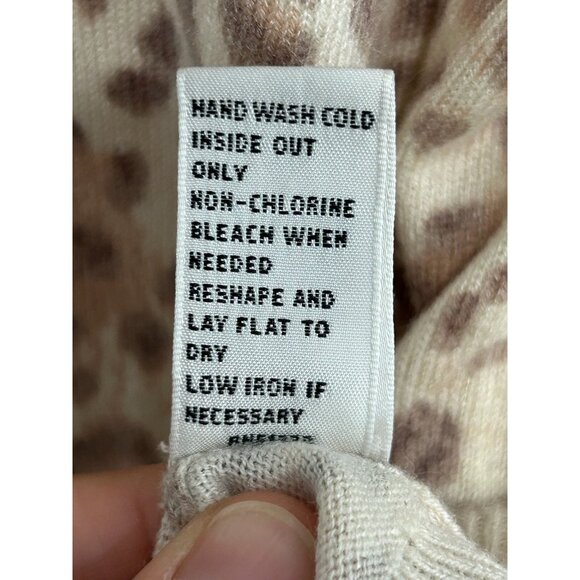 HAND WASH COLD
INSIDE OUT
ONLY
NON-CHLORINE
BLEACH WHEN
NEEDED
RESHAPE AND
LAY FLAT TO
DRY
LOW IRON IF
NECESSARY